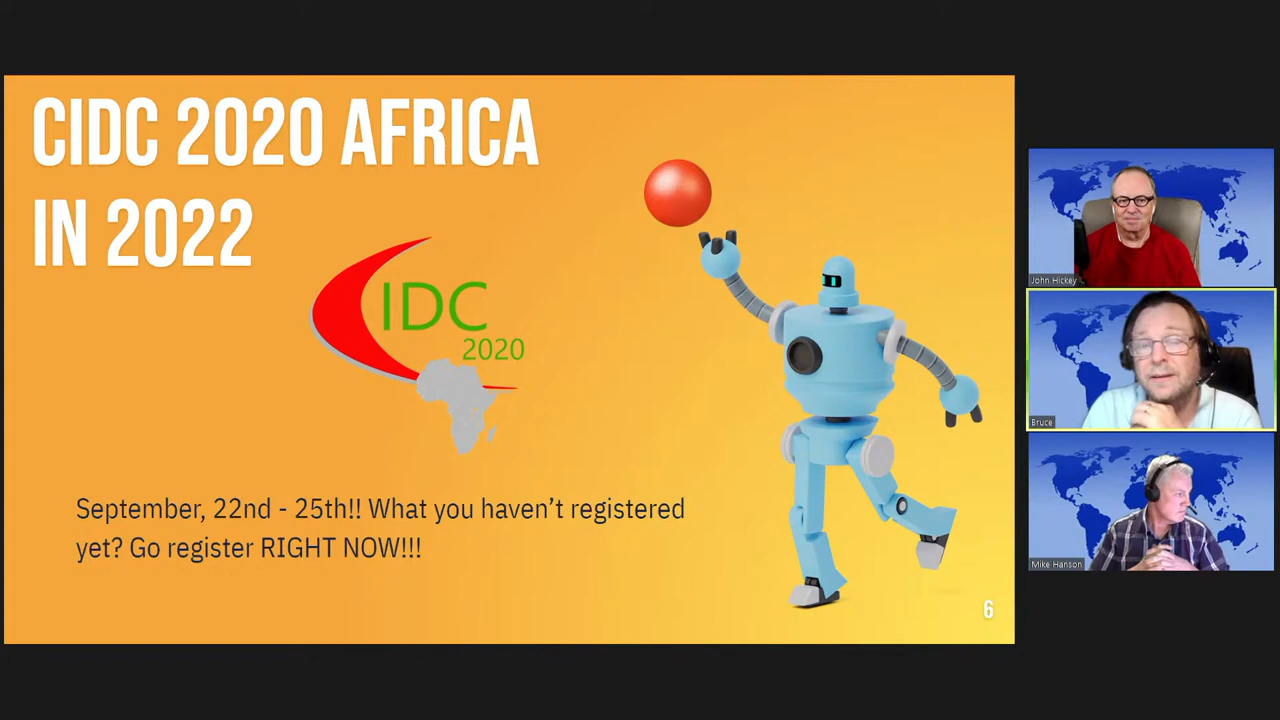 CIDC 2020 AFRICA
IN 2022
IDC
2020
September, 22nd - 25th!! What you haven’t registered
yet? Go register RIGHT NOW!!!
6
John Hickey
Bruce
Mike Hanson